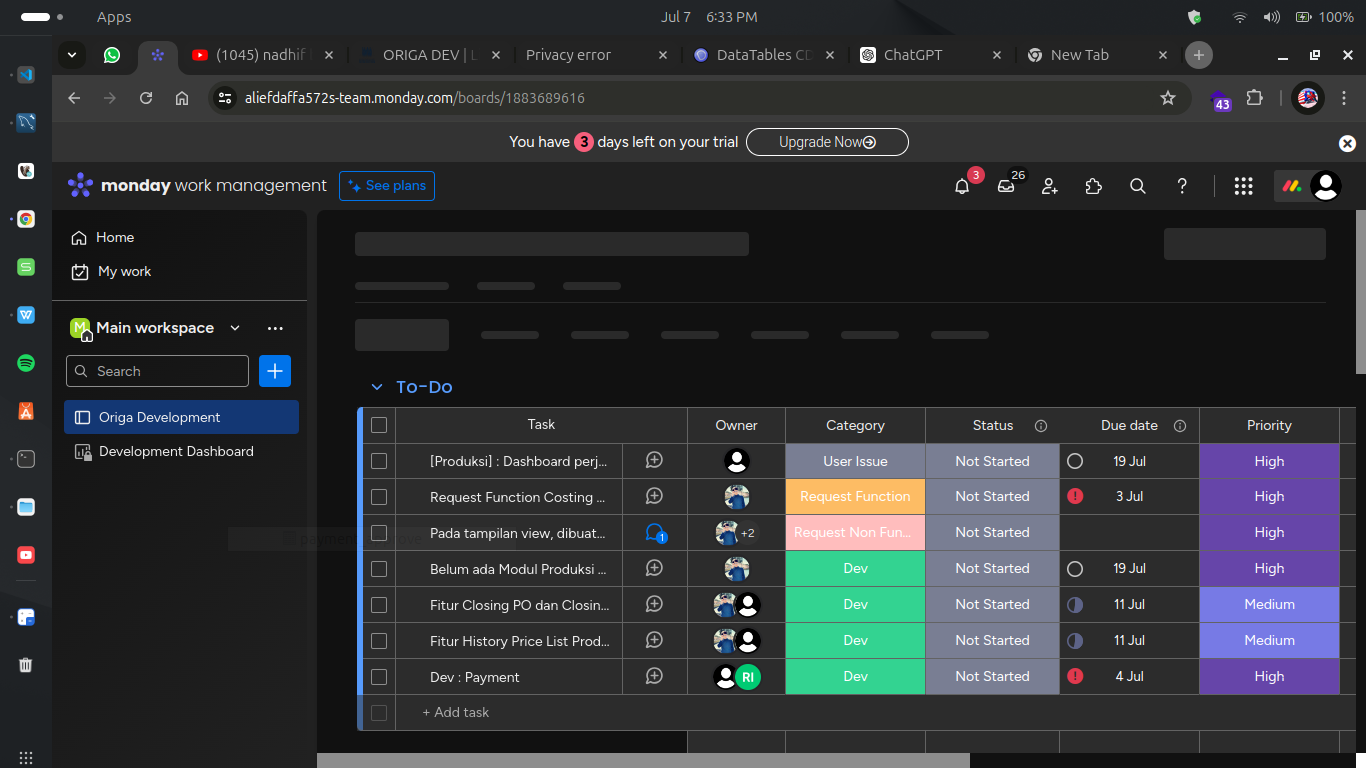 Apps
Jul 7 6:33 PM
100%
(1045) nadhif
ORIGA DEV | L
Privacy error
DataTables CD
ChatGPT
New Tab
aliefdaffa572s-team.monday.com/boards/1883689616
43
You have 3 days left on your trial
Upgrade Now
monday work management
See plans
3
26
Home
My work
M Main workspace
Search
Origa Development
Development Dashboard
To-Do
Task Owner Category Status Due date Priority
[Produksi] : Dashboard perj... User Issue Not Started 19 Jul High
Request Function Costing ... Request Function Not Started 3 Jul High
Pada tampilan view, dibuat... 1 +2 Request Non Fun... Not Started High
Belum ada Modul Produksi ... Dev Not Started 19 Jul High
Fitur Closing PO dan Closin... Dev Not Started 11 Jul Medium
Fitur History Price List Prod... Dev Not Started 11 Jul Medium
Dev : Payment RI Dev Not Started 4 Jul High
+ Add task